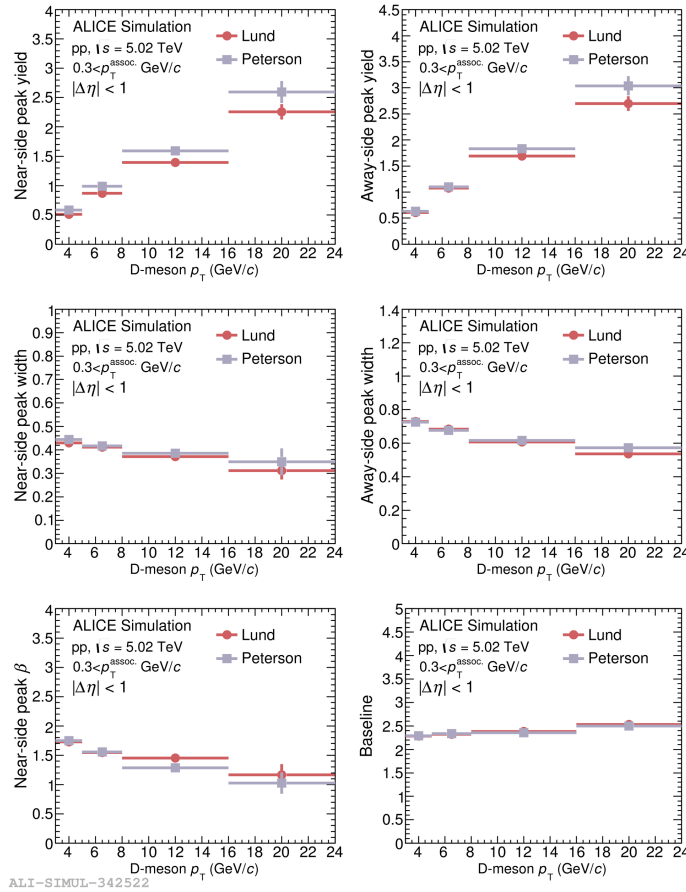 4
3.5
3
2.5
2
1.5
1
0.5
0
Near-side peak yield
ALICE Simulation
pp, √s = 5.02 TeV
0.3<p_T^assoc. GeV/c
|Δη| < 1
Lund
Peterson
4 6 8 10 12 14 16 18 20 22 24
D-meson p_T (GeV/c)
4.5
4
3.5
3
2.5
2
1.5
1
0.5
0
Away-side peak yield
ALICE Simulation
pp, √s = 5.02 TeV
0.3<p_T^assoc. GeV/c
|Δη| < 1
Lund
Peterson
4 6 8 10 12 14 16 18 20 22 24
D-meson p_T (GeV/c)
1
0.9
0.8
0.7
0.6
0.5
0.4
0.3
0.2
0.1
0
Near-side peak width
ALICE Simulation
pp, √s = 5.02 TeV
0.3<p_T^assoc. GeV/c
|Δη| < 1
Lund
Peterson
4 6 8 10 12 14 16 18 20 22 24
D-meson p_T (GeV/c)
1.4
1.2
1
0.8
0.6
0.4
0.2
0
Away-side peak width
ALICE Simulation
pp, √s = 5.02 TeV
0.3<p_T^assoc. GeV/c
|Δη| < 1
Lund
Peterson
4 6 8 10 12 14 16 18 20 22 24
D-meson p_T (GeV/c)
4
3.5
3
2.5
2
1.5
1
0.5
0
Near-side peak β
ALICE Simulation
pp, √s = 5.02 TeV
0.3<p_T^assoc. GeV/c
|Δη| < 1
Lund
Peterson
4 6 8 10 12 14 16 18 20 22 24
D-meson p_T (GeV/c)
5
4.5
4
3.5
3
2.5
2
1.5
1
0.5
0
Baseline
ALICE Simulation
pp, √s = 5.02 TeV
0.3<p_T^assoc. GeV/c
|Δη| < 1
Lund
Peterson
4 6 8 10 12 14 16 18 20 22 24
D-meson p_T (GeV/c)
ALI-SIMUL-342522